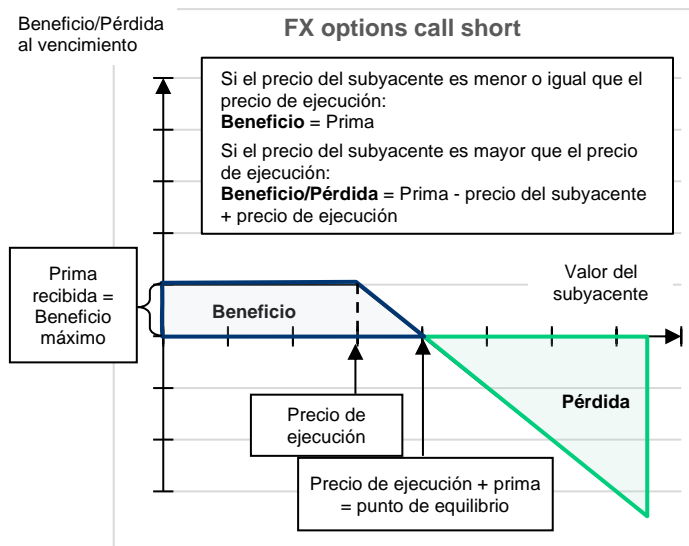 Beneficio/Pérdida
al vencimiento
FX options call short
Si el precio del subyacente es menor o igual que el
precio de ejecución:
Beneficio = Prima
Si el precio del subyacente es mayor que el precio
de ejecución:
Beneficio/Pérdida = Prima - precio del subyacente
+ precio de ejecución
Prima
recibida =
Beneficio
máximo
Beneficio
Valor del
subyacente
Pérdida
Precio de
ejecución
Precio de ejecución + prima
= punto de equilibrio